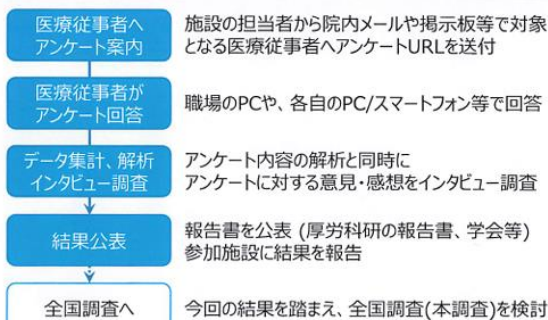 医療従事者へ
アンケート案内
施設の担当者から院内メールや掲示板等で対象
となる医療従事者へアンケートURLを送付
医療従事者が
アンケート回答
職場のPCや、各自のPC/スマートフォン等で回答
データ集計、解析
インタビュー調査
アンケート内容の解析と同時に
アンケートに対する意見・感想をインタビュー調査
結果公表
報告書を公表 (厚労科研の報告書、学会等)
参加施設に結果を報告
全国調査へ
今回の結果を踏まえ、全国調査(本調査)を検討